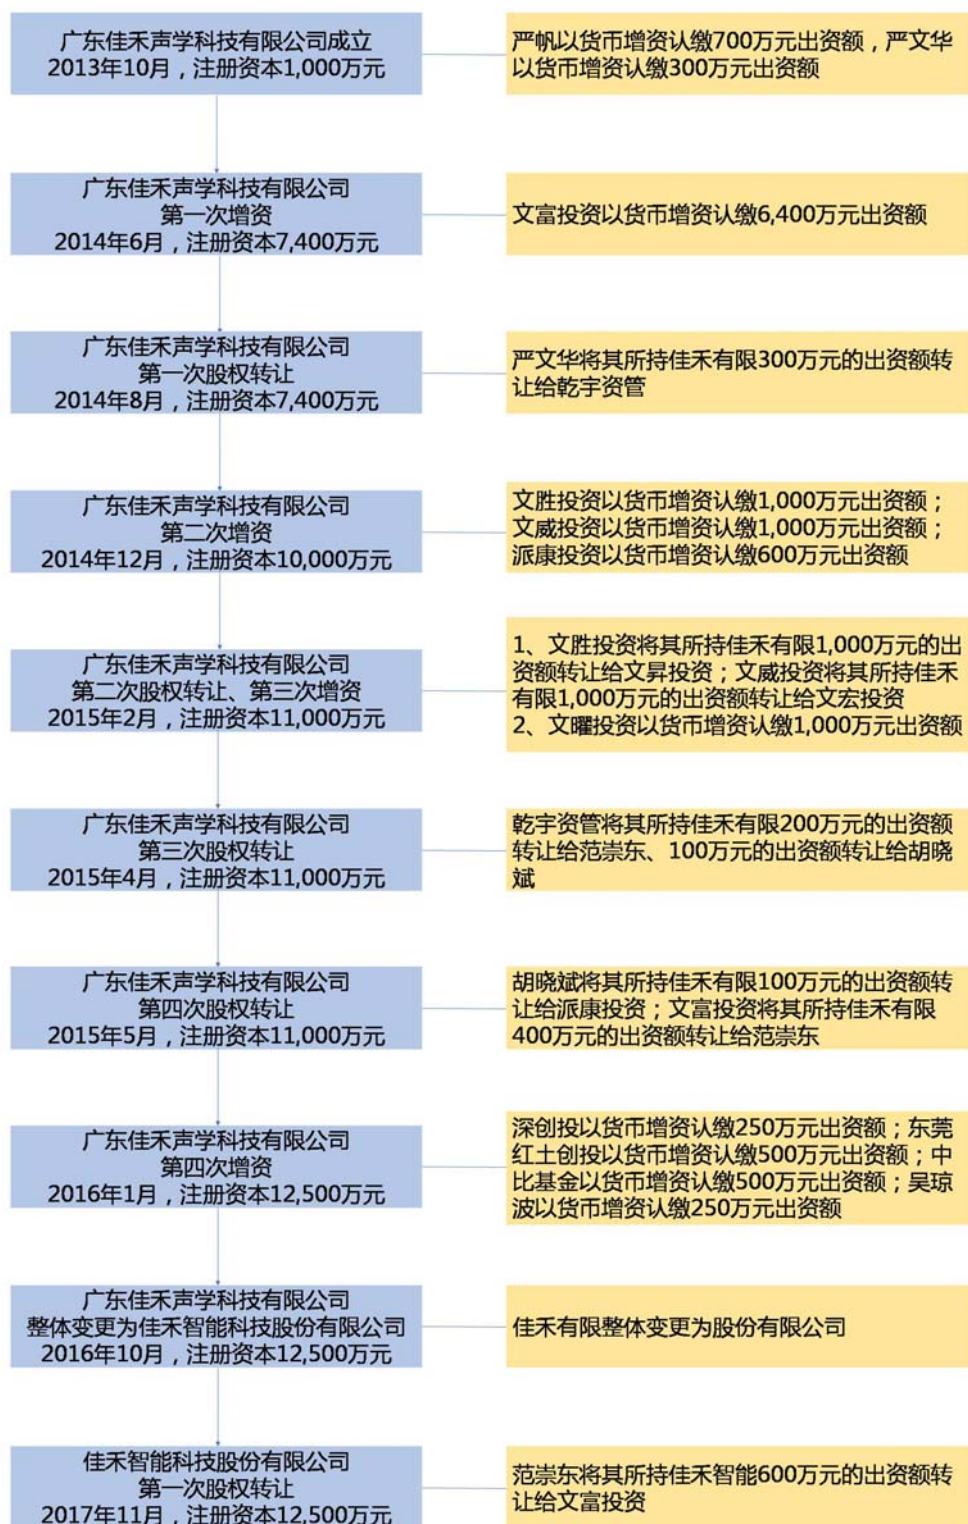 广东佳禾声学科技有限公司成立
2013年10月，注册资本1,000万元
严帆以货币增资认缴700万元出资额，严文华
以货币增资认缴300万元出资额
广东佳禾声学科技有限公司
第一次增资
2014年6月，注册资本7,400万元
文富投资以货币增资认缴6,400万元出资额
广东佳禾声学科技有限公司
第一次股权转让
2014年8月，注册资本7,400万元
严文华将其所持佳禾有限300万元的出资额转
让给乾宇资管
广东佳禾声学科技有限公司
第二次增资
2014年12月，注册资本10,000万元
文胜投资以货币增资认缴1,000万元出资额；
文威投资以货币增资认缴1,000万元出资额；
派康投资以货币增资认缴600万元出资额
广东佳禾声学科技有限公司
第二次股权转让、第三次增资
2015年2月，注册资本11,000万元
1、文胜投资将其所持佳禾有限1,000万元的出
资额转让给文昇投资；文威投资将其所持佳禾
有限1,000万元的出资额转让给文宏投资
2、文曜投资以货币增资认缴1,000万元出资额
广东佳禾声学科技有限公司
第三次股权转让
2015年4月，注册资本11,000万元
乾宇资管将其所持佳禾有限200万元的出资额
转让给范崇东、100万元的出资额转让给胡晓
斌
广东佳禾声学科技有限公司
第四次股权转让
2015年5月，注册资本11,000万元
胡晓斌将其所持佳禾有限100万元的出资额转
让给派康投资；文富投资将其所持佳禾有限
400万元的出资额转让给范崇东
广东佳禾声学科技有限公司
第四次增资
2016年1月，注册资本12,500万元
深创投以货币增资认缴250万元出资额；东莞
红土创投以货币增资认缴500万元出资额；中
比基金以货币增资认缴500万元出资额；吴琼
波以货币增资认缴250万元出资额
广东佳禾声学科技有限公司
整体变更为佳禾智能科技股份有限公司
2016年10月，注册资本12,500万元
佳禾有限整体变更为股份有限公司
佳禾智能科技股份有限公司
第一次股权转让
2017年11月，注册资本12,500万元
范崇东将其所持佳禾智能600万元的出资额转
让给文富投资